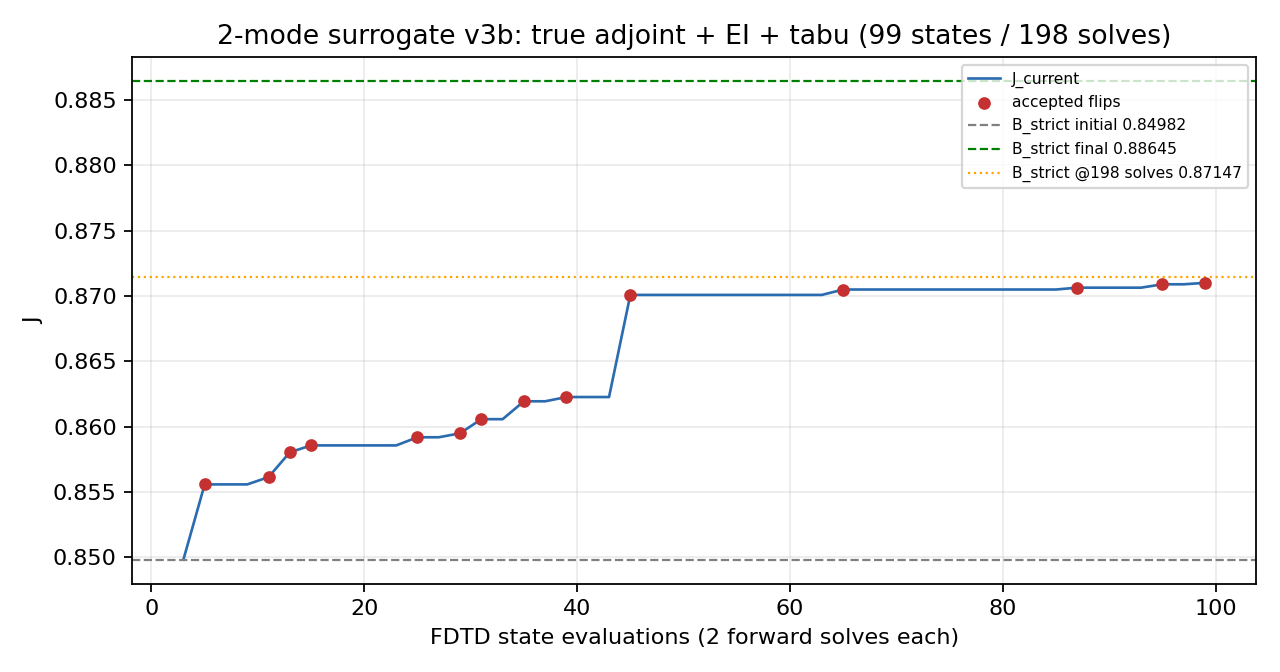 2-mode surrogate v3b: true adjoint + EI + tabu (99 states / 198 solves)
J_current
accepted flips
B_strict initial 0.84982
B_strict final 0.88645
B_strict @198 solves 0.87147
J
0.885
0.880
0.875
0.870
0.865
0.860
0.855
0.850
0 20 40 60 80 100
FDTD state evaluations (2 forward solves each)